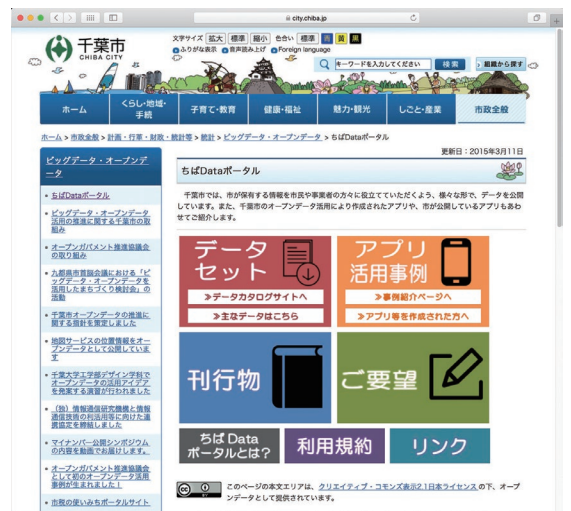 city.chiba.jp
文字サイズ 拡大 標準 縮小 色合い 標準 青 黄 黒
ふりがな表示 音声読み上げ Foreign language
千葉市
CHIBA CITY
キーワードを入力してください 検索 組織から探す
ホーム
くらし・地域・手続
子育て・教育
健康・福祉
魅力・観光
しごと・産業
市政全般
ホーム > 市政全般 > 計画・行革・財政・統計等 > 統計 > ビッグデータ・オープンデータ > ちばDataポータル
更新日：2015年3月11日
ビッグデータ・オープンデ
ータ
ちばDataポータル
ビッグデータ・オープンデータ
活用の推進に関する千葉市の取
組み
オープンガバメント推進協議会
の取り組み
九都県市首脳会議における「ビ
ッグデータ・オープンデータを
活用したまちづくり検討会」の
活動
千葉市オープンデータの推進に
関する指針を策定しました
地図サービスの位置情報をオー
プンデータとして公開していま
す
千葉大学工学部デザイン学科で
オープンデータの活用アイデア
を発案する演習が行われました
（独）情報通信研究機構と情報
通信技術の利活用等に向けた連
携協定を締結しました
マイナンバー公開シンポジウム
の内容を動画でお届けします。
オープンガバメント推進協議会
として初のオープンデータ活用
事例が生まれました！
市税の使いみちポータルサイト
ちばDataポータル
千葉市では、市が保有する情報を市民や事業者の方々に役立てていただくよう、様々な形で、データを公開
しています。また、千葉市のオープンデータ活用により作成されたアプリや、市が公開しているアプリもあわ
せてご紹介します。
データ
セット
≫データカタログサイトへ
≫主なデータはこちら
アプリ
活用事例
≫事例紹介ページへ
≫アプリ等を作成された方へ
刊行物
ご要望
ちば Data
ポータルとは？
利用規約
リンク
cc BY
このページの本文エリアは、クリエイティブ・コモンズ表示2.1日本ライセンスの下、オープ
ンデータとして提供されています。